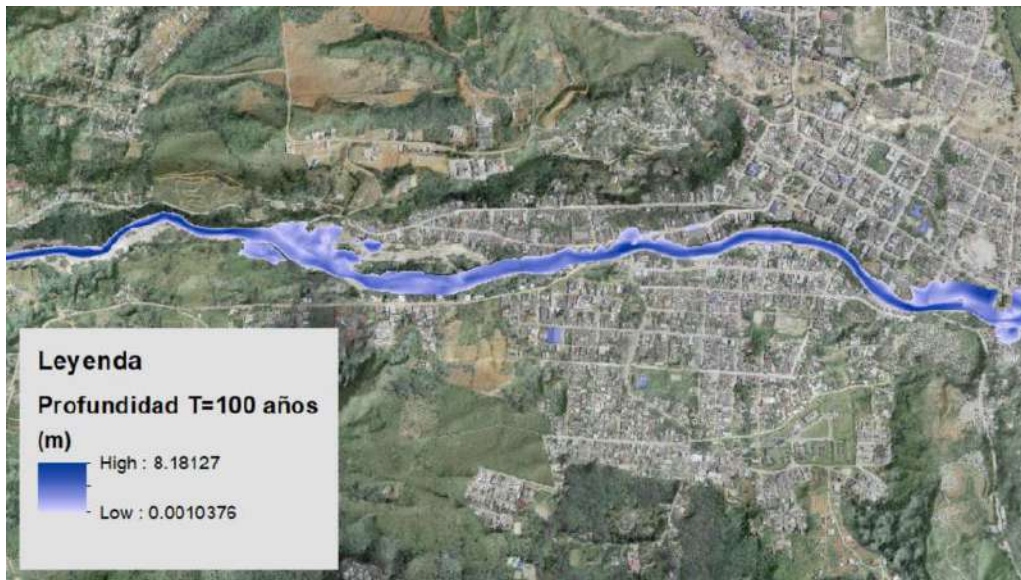 Leyenda
Profundidad T=100 años
(m)
High : 8.18127
Low : 0.0010376